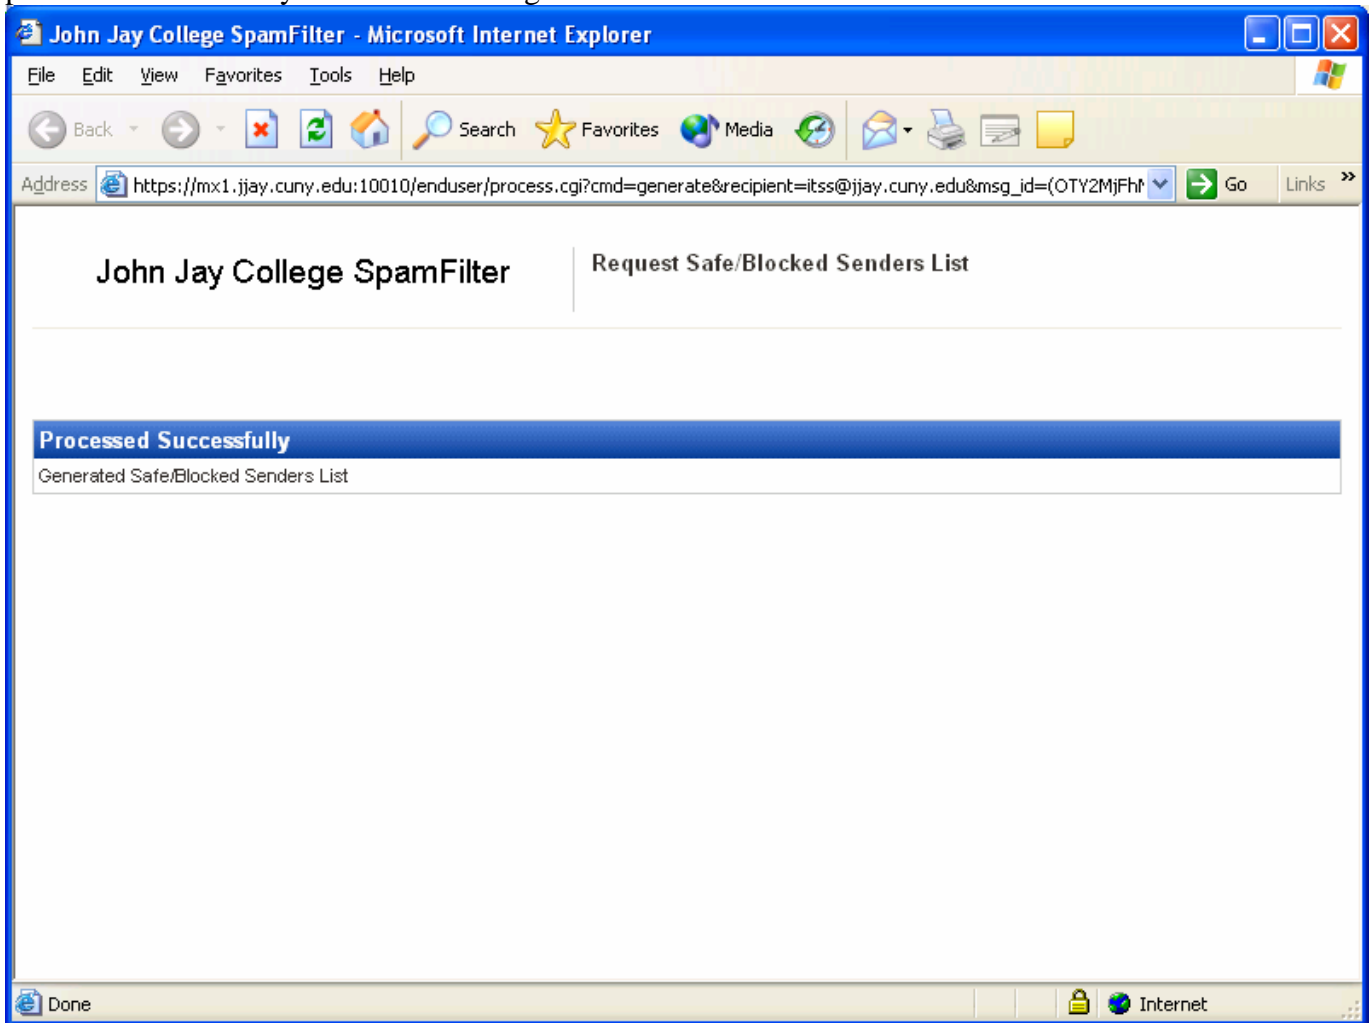 John Jay College SpamFilter - Microsoft Internet Explorer
File Edit View Favorites Tools Help
Back Search Favorites Media
Address https://mx1.jjay.cuny.edu:10010/enduser/process.cgi?cmd=generate&recipient=itss@jjay.cuny.edu&msg_id=(OTY2MjFh Go Links »
John Jay College SpamFilter
Request Safe/Blocked Senders List
Processed Successfully
Generated Safe/Blocked Senders List
Done Internet